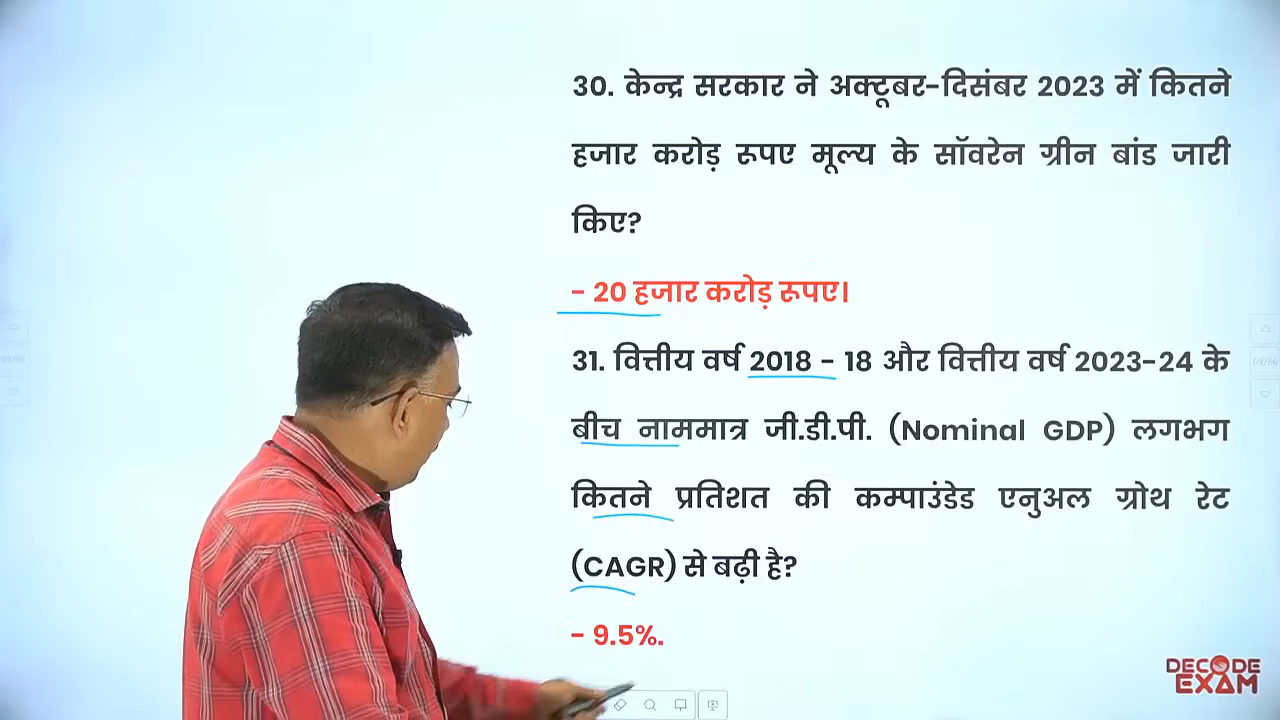 30. केन्द्र सरकार ने अक्टूबर-दिसंबर 2023 में कितने
हजार करोड़ रूपए मूल्य के सॉवरेन ग्रीन बांड जारी
किए?
- 20 हजार करोड़ रूपए।
31. वित्तीय वर्ष 2018 - 18 और वित्तीय वर्ष 2023-24 के
बीच नाममात्र जी.डी.पी. (Nominal GDP) लगभग
कितने प्रतिशत की कम्पाउंडेड एनुअल ग्रोथ रेट
(CAGR) से बढ़ी है?
- 9.5%.
DECODE
EXAM